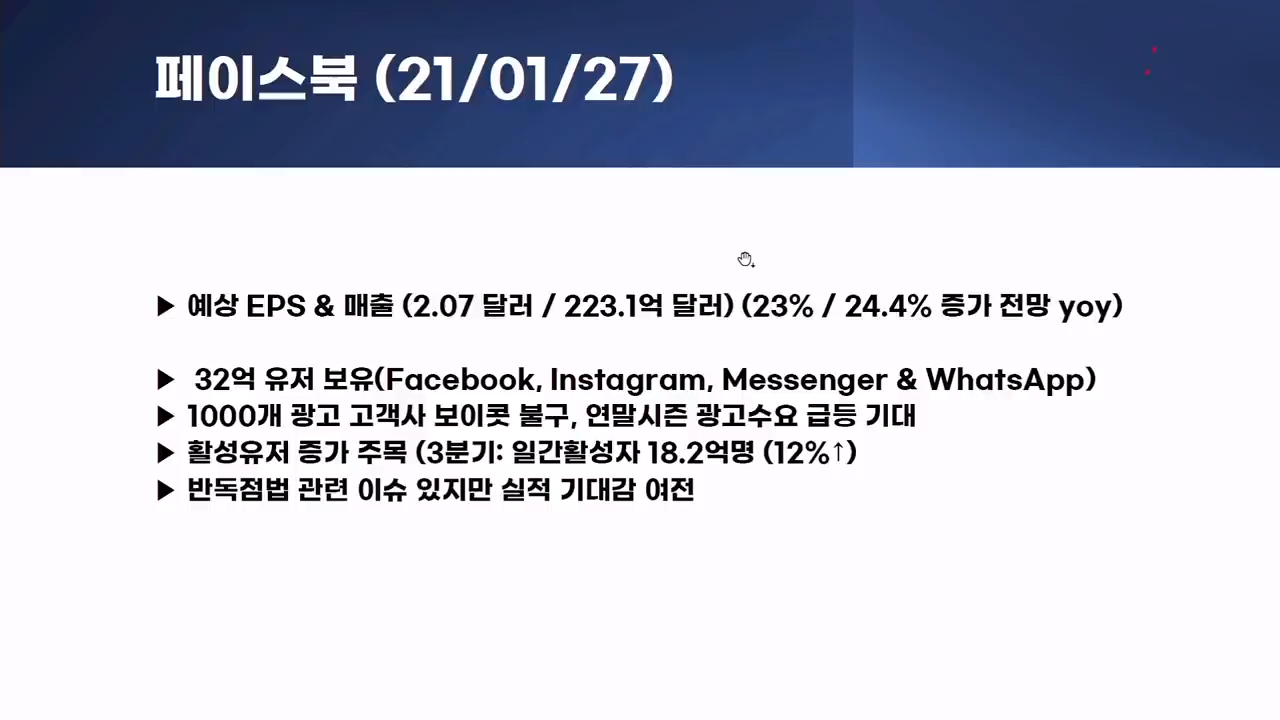 페이스북 (21/01/27)
▶ 예상 EPS & 매출 (2.07 달러 / 223.1억 달러) (23% / 24.4% 증가 전망 yoy)
▶ 32억 유저 보유(Facebook, Instagram, Messenger & WhatsApp)
▶ 1000개 광고 고객사 보이콧 불구, 연말시즌 광고수요 급등 기대
▶ 활성유저 증가 주목 (3분기: 일간활성자 18.2억명 (12%↑)
▶ 반독점법 관련 이슈 있지만 실적 기대감 여전